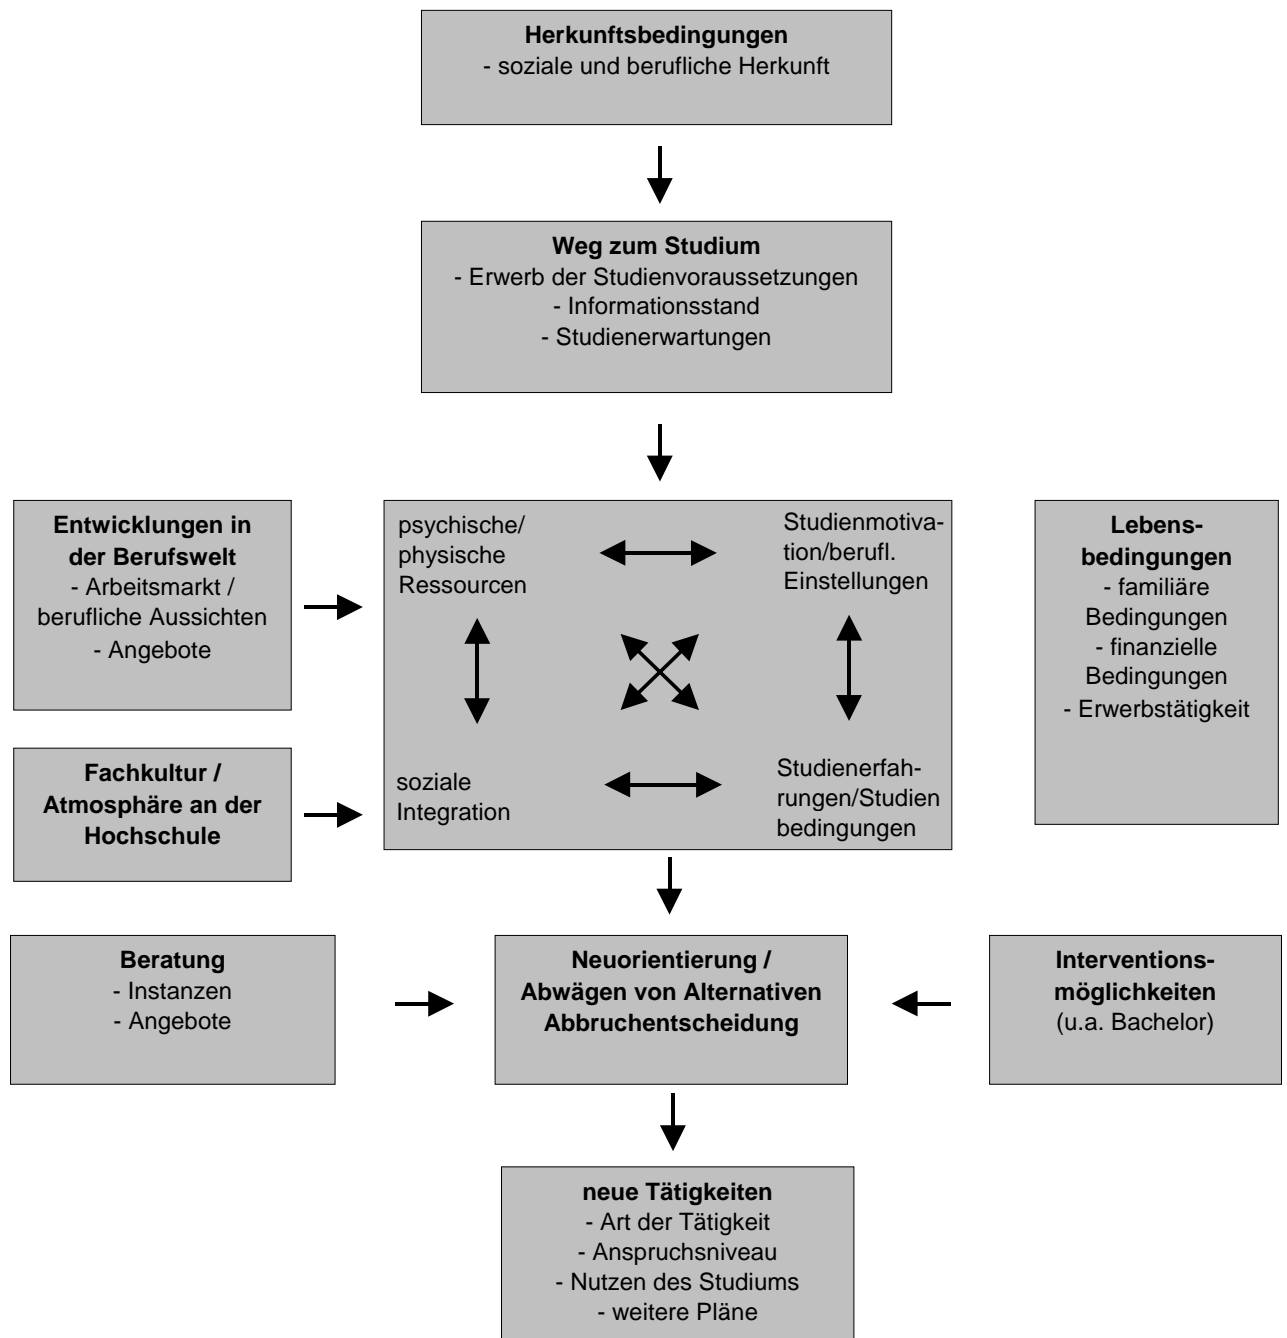 Herkunftsbedingungen
- soziale und berufliche Herkunft
Weg zum Studium
- Erwerb der Studienvoraussetzungen
- Informationsstand
- Studienerwartungen
Entwicklungen in
der Berufswelt
- Arbeitsmarkt /
berufliche Aussichten
- Angebote
Fachkultur /
Atmosphäre an der
Hochschule
psychische/
physische
Ressourcen
Studienmotiva-
tion/berufl.
Einstellungen
soziale
Integration
Studienerfah-
rungen/Studien
bedingungen
Lebens-
bedingungen
- familiäre
Bedingungen
- finanzielle
Bedingungen
- Erwerbstätigkeit
Beratung
- Instanzen
- Angebote
Neuorientierung /
Abwägen von Alternativen
Abbruchentscheidung
Interventions-
möglichkeiten
(u.a. Bachelor)
neue Tätigkeiten
- Art der Tätigkeit
- Anspruchsniveau
- Nutzen des Studiums
- weitere Pläne